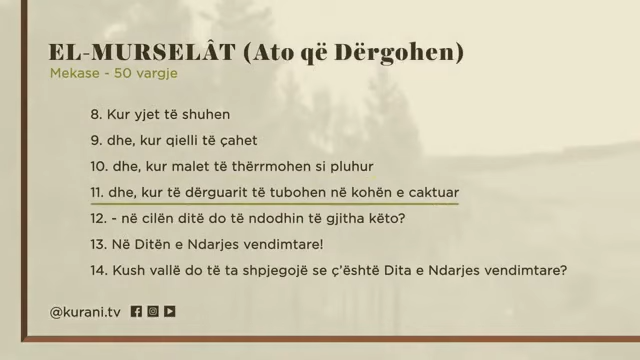 EL-MURSELÂT (Ato që Dërgohen)
Mekase - 50 vargje
8. Kur yjet të shuhen
9. dhe, kur qielli të çahet
10. dhe, kur malet të thërrmohen si pluhur
11. dhe, kur të dërguarit të tubohen në kohën e caktuar
12. - në cilën ditë do të ndodhin të gjitha këto?
13. Në Ditën e Ndarjes vendimtare!
14. Kush vallë do të ta shpjegojë se ç’është Dita e Ndarjes vendimtare?
@kurani.tv